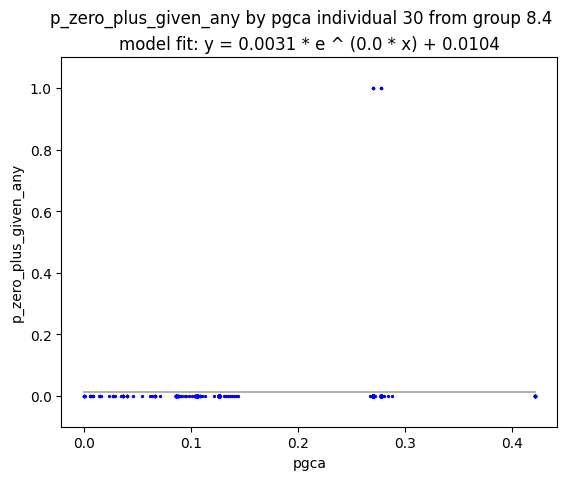 p_zero_plus_given_any by pgca individual 30 from group 8.4
model fit: y = 0.0031 * e ^ (0.0 * x) + 0.0104
1.0
0.8
0.6
0.4
0.2
0.0
p_zero_plus_given_any
0.0 0.1 0.2 0.3 0.4
pgca